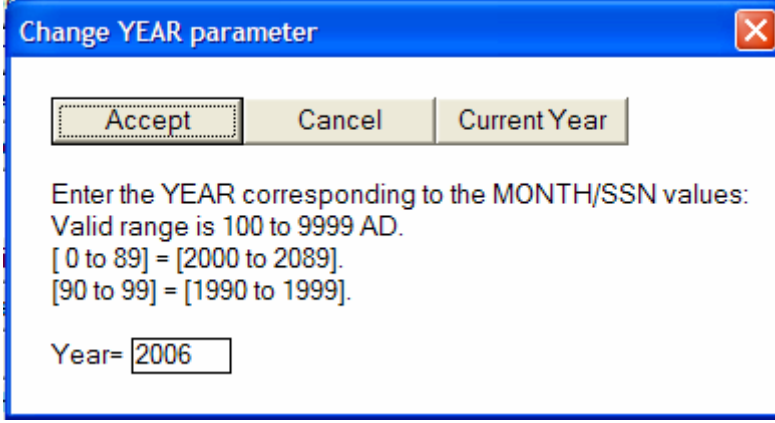 Change YEAR parameter
Accept Cancel Current Year
Enter the YEAR corresponding to the MONTH/SSN values:
Valid range is 100 to 9999 AD.
[ 0 to 89] = [2000 to 2089].
[90 to 99] = [1990 to 1999].
Year= 2006